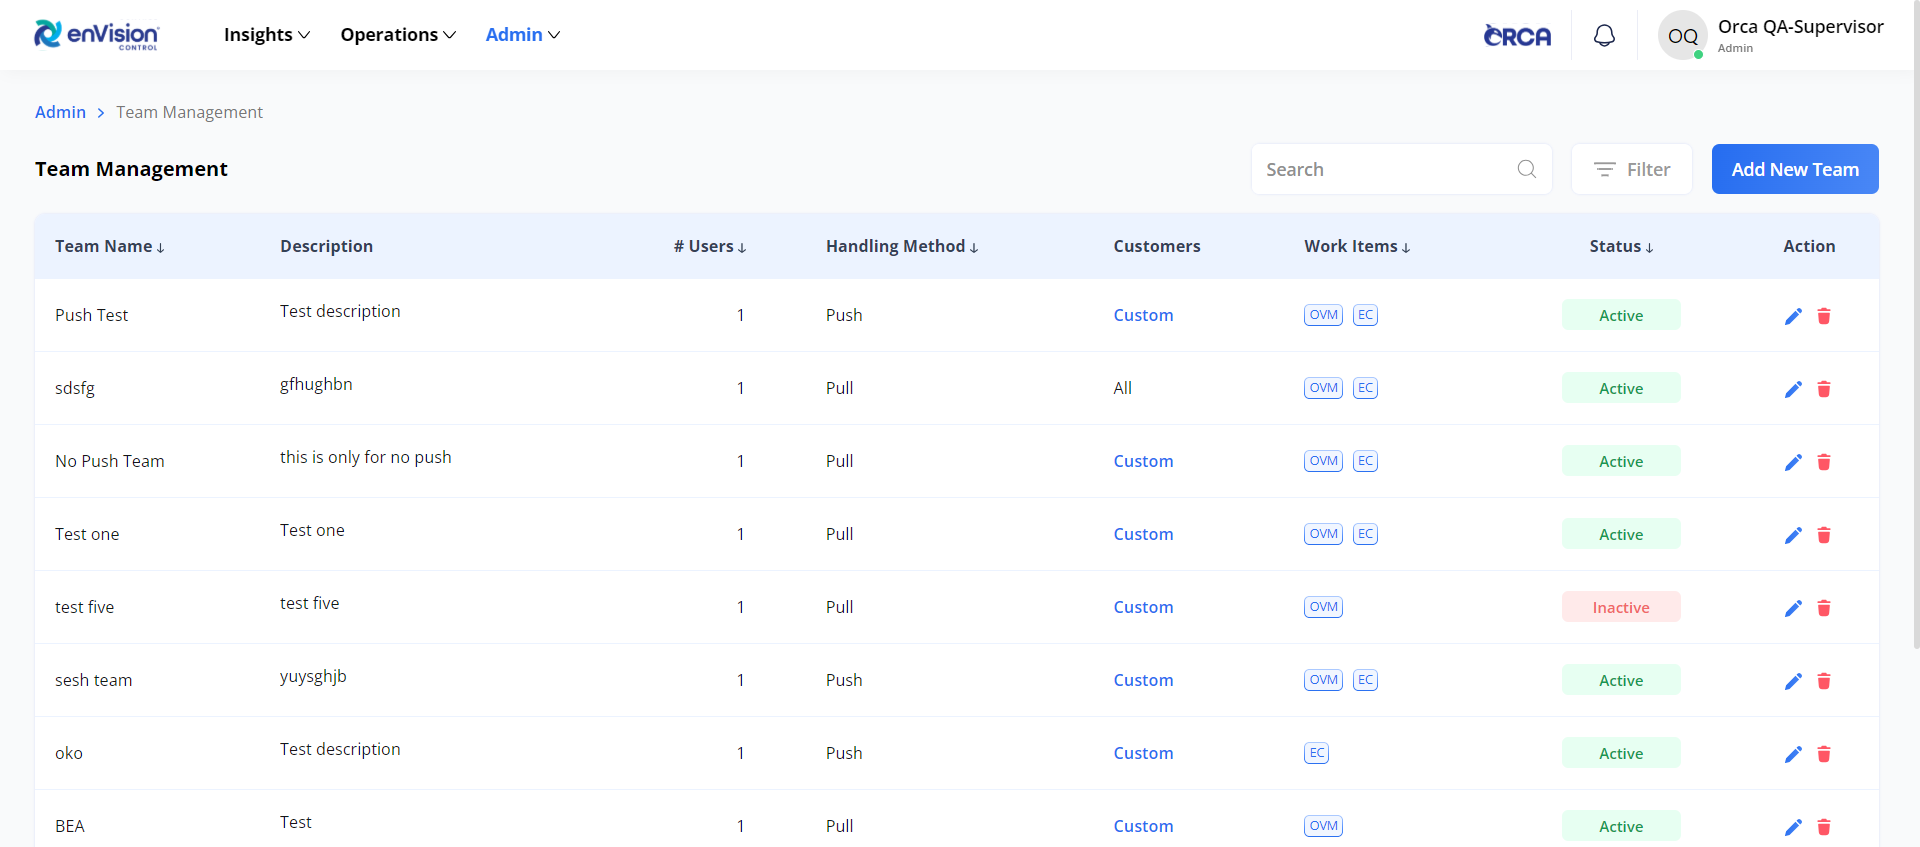 enVision
CONTROL
Insights
Operations
Admin
ORCA
OQ
Orca QA-Supervisor
Admin
Admin > Team Management
Team Management
Search
Filter
Add New Team
Team Name↓ Description # Users↓ Handling Method↓ Customers Work Items↓ Status↓ Action
Push Test Test description 1 Push Custom OVM EC Active
sdsfg gfhughbn 1 Pull All OVM EC Active
No Push Team this is only for no push 1 Pull Custom OVM EC Active
Test one Test one 1 Pull Custom OVM EC Active
test five test five 1 Pull Custom OVM Inactive
sesh team yuysghjb 1 Push Custom OVM EC Active
oko Test description 1 Push Custom EC Active
BEA Test 1 Pull Custom OVM Active